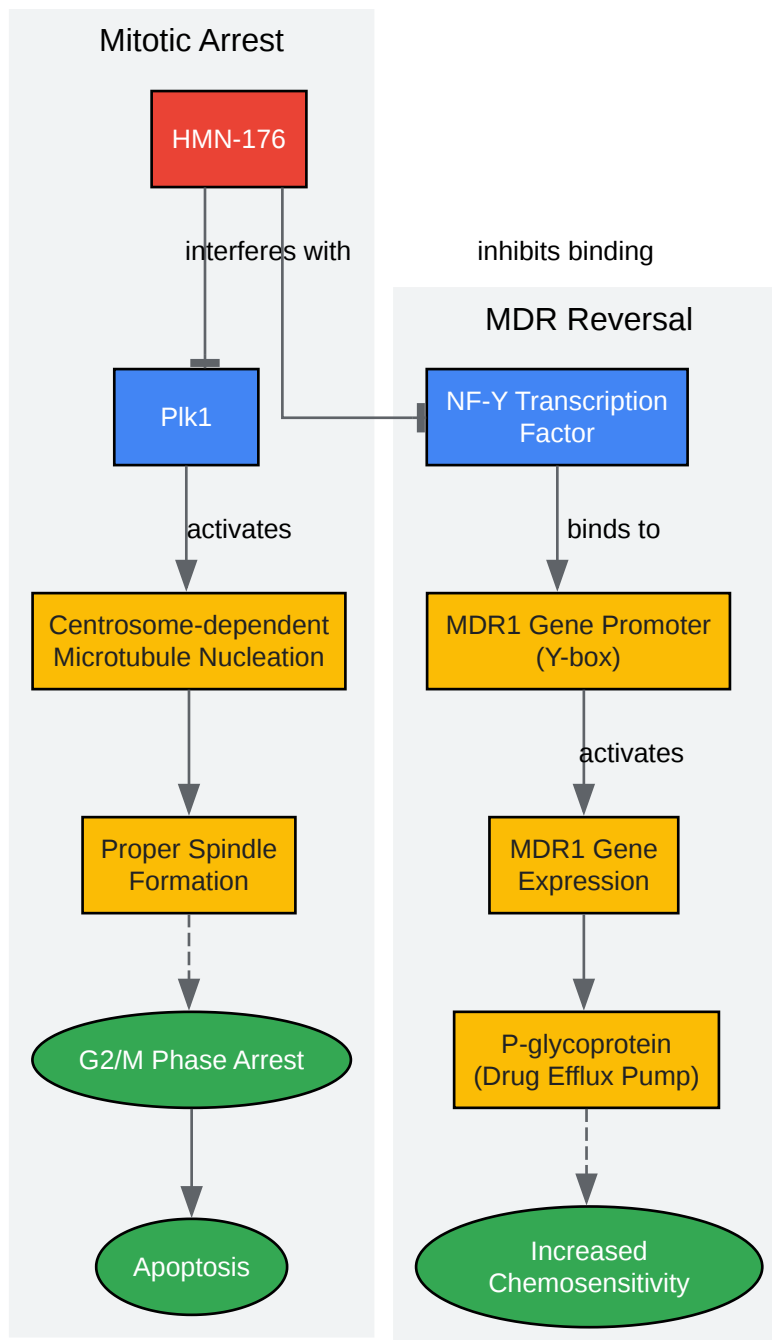 Mitotic Arrest
HMN-176
interferes with
inhibits binding
MDR Reversal
Plk1
NF-Y Transcription
Factor
activates
binds to
Centrosome-dependent
Microtubule Nucleation
MDR1 Gene Promoter
(Y-box)
activates
Proper Spindle
Formation
MDR1 Gene
Expression
G2/M Phase Arrest
P-glycoprotein
(Drug Efflux Pump)
Apoptosis
Increased
Chemosensitivity